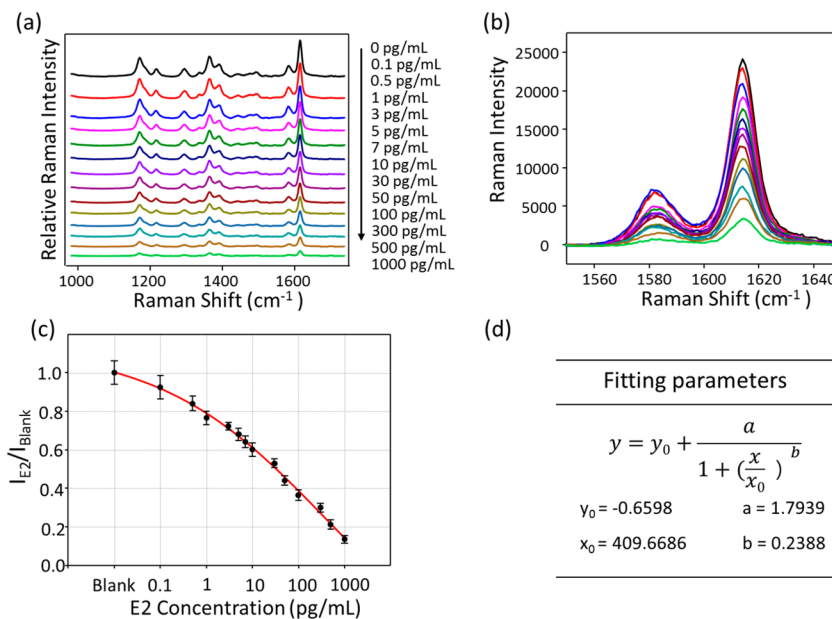 (a)
Relative Raman Intensity
0 pg/mL
0.1 pg/mL
0.5 pg/mL
1 pg/mL
3 pg/mL
5 pg/mL
7 pg/mL
10 pg/mL
30 pg/mL
50 pg/mL
100 pg/mL
300 pg/mL
500 pg/mL
1000 pg/mL
1000 1200 1400 1600
Raman Shift (cm⁻¹)
(b)
Raman Intensity
25000
20000
15000
10000
5000
0
1560 1580 1600 1620 1640
Raman Shift (cm⁻¹)
(c)
I_E2/I_Blank
1.0
0.8
0.6
0.4
0.2
0.0
Blank 0.1 1 10 100 1000
E2 Concentration (pg/mL)
(d)
Fitting parameters
y = y₀ + a / (1 + (x/x₀)^b)
y₀ = -0.6598 a = 1.7939
x₀ = 409.6686 b = 0.2388